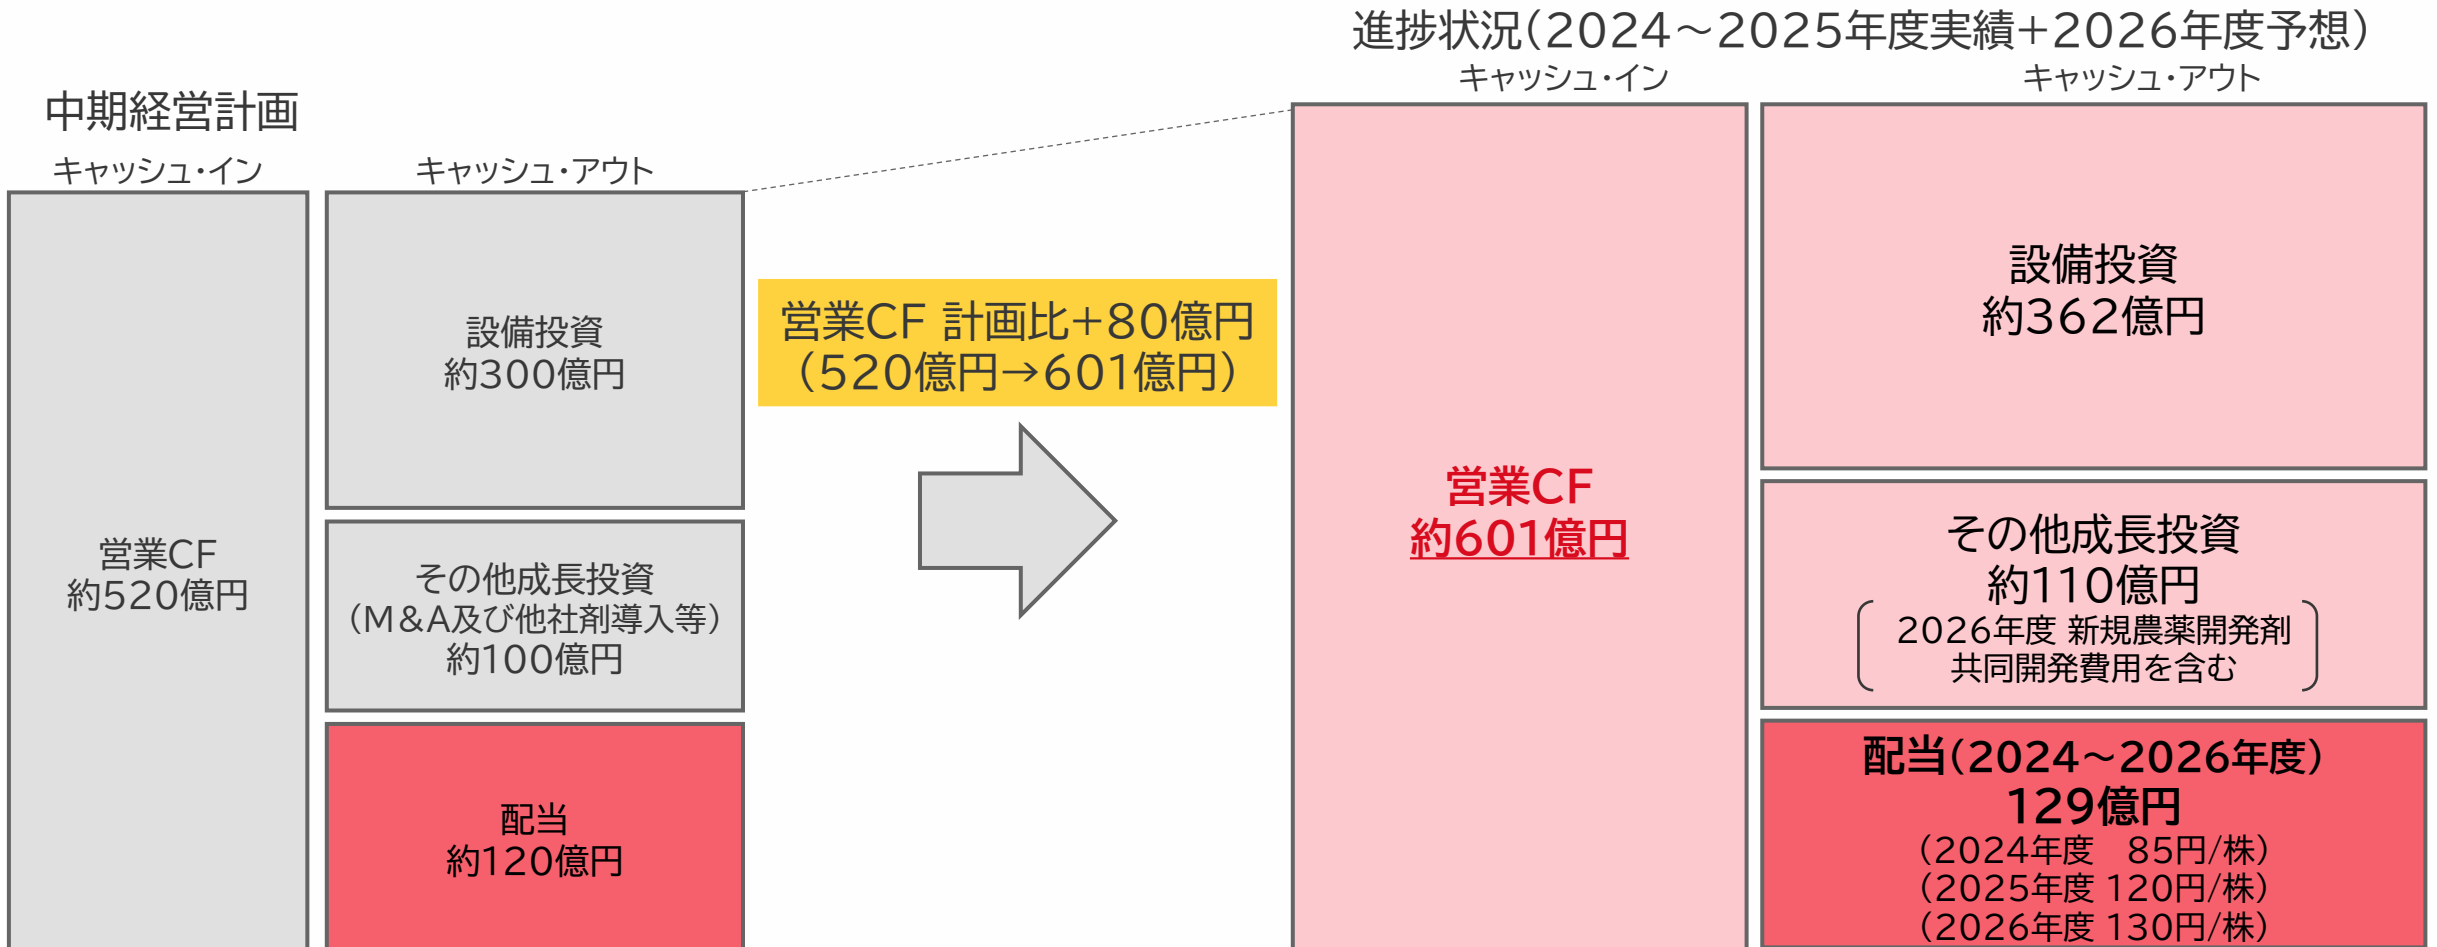 中期経営計画
キャッシュ・イン
キャッシュ・アウト
営業CF
約520億円
設備投資
約300億円
その他成長投資
（M＆A及び他社剤導入等）
約100億円
配当
約120億円
営業CF 計画比+80億円
（520億円→601億円）
進捗状況（2024～2025年度実績+2026年度予想）
キャッシュ・イン
キャッシュ・アウト
営業CF
約601億円
設備投資
約362億円
その他成長投資
約110億円
2026年度 新規農薬開発剤
共同開発費用を含む
配当（2024～2026年度）
129億円
（2024年度　85円/株）
（2025年度 120円/株）
（2026年度 130円/株）